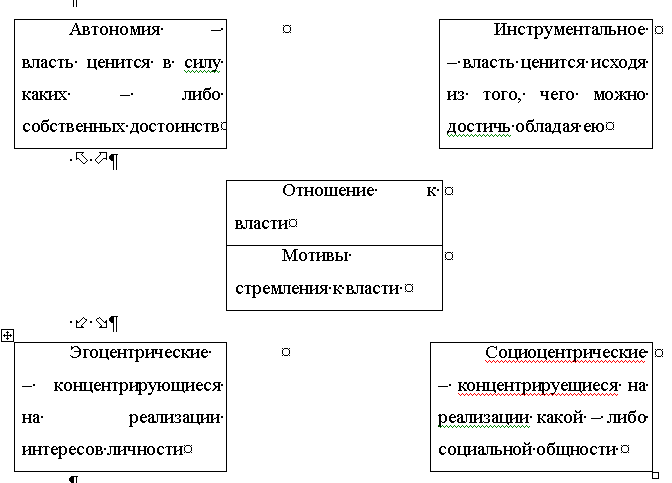 Автономия –
власть ценится в силу
каких – либо
собственных достоинств
Инструментальное
– власть ценится исходя
из того, чего можно
достичь обладая ею
Отношение к
власти
Мотивы
стремления к власти
Эгоцентрические
– концентрирующиеся
на реализации
интересов личности
Социоцентрические
– концентрируещиеся на
реализации какой – либо
социальной общности